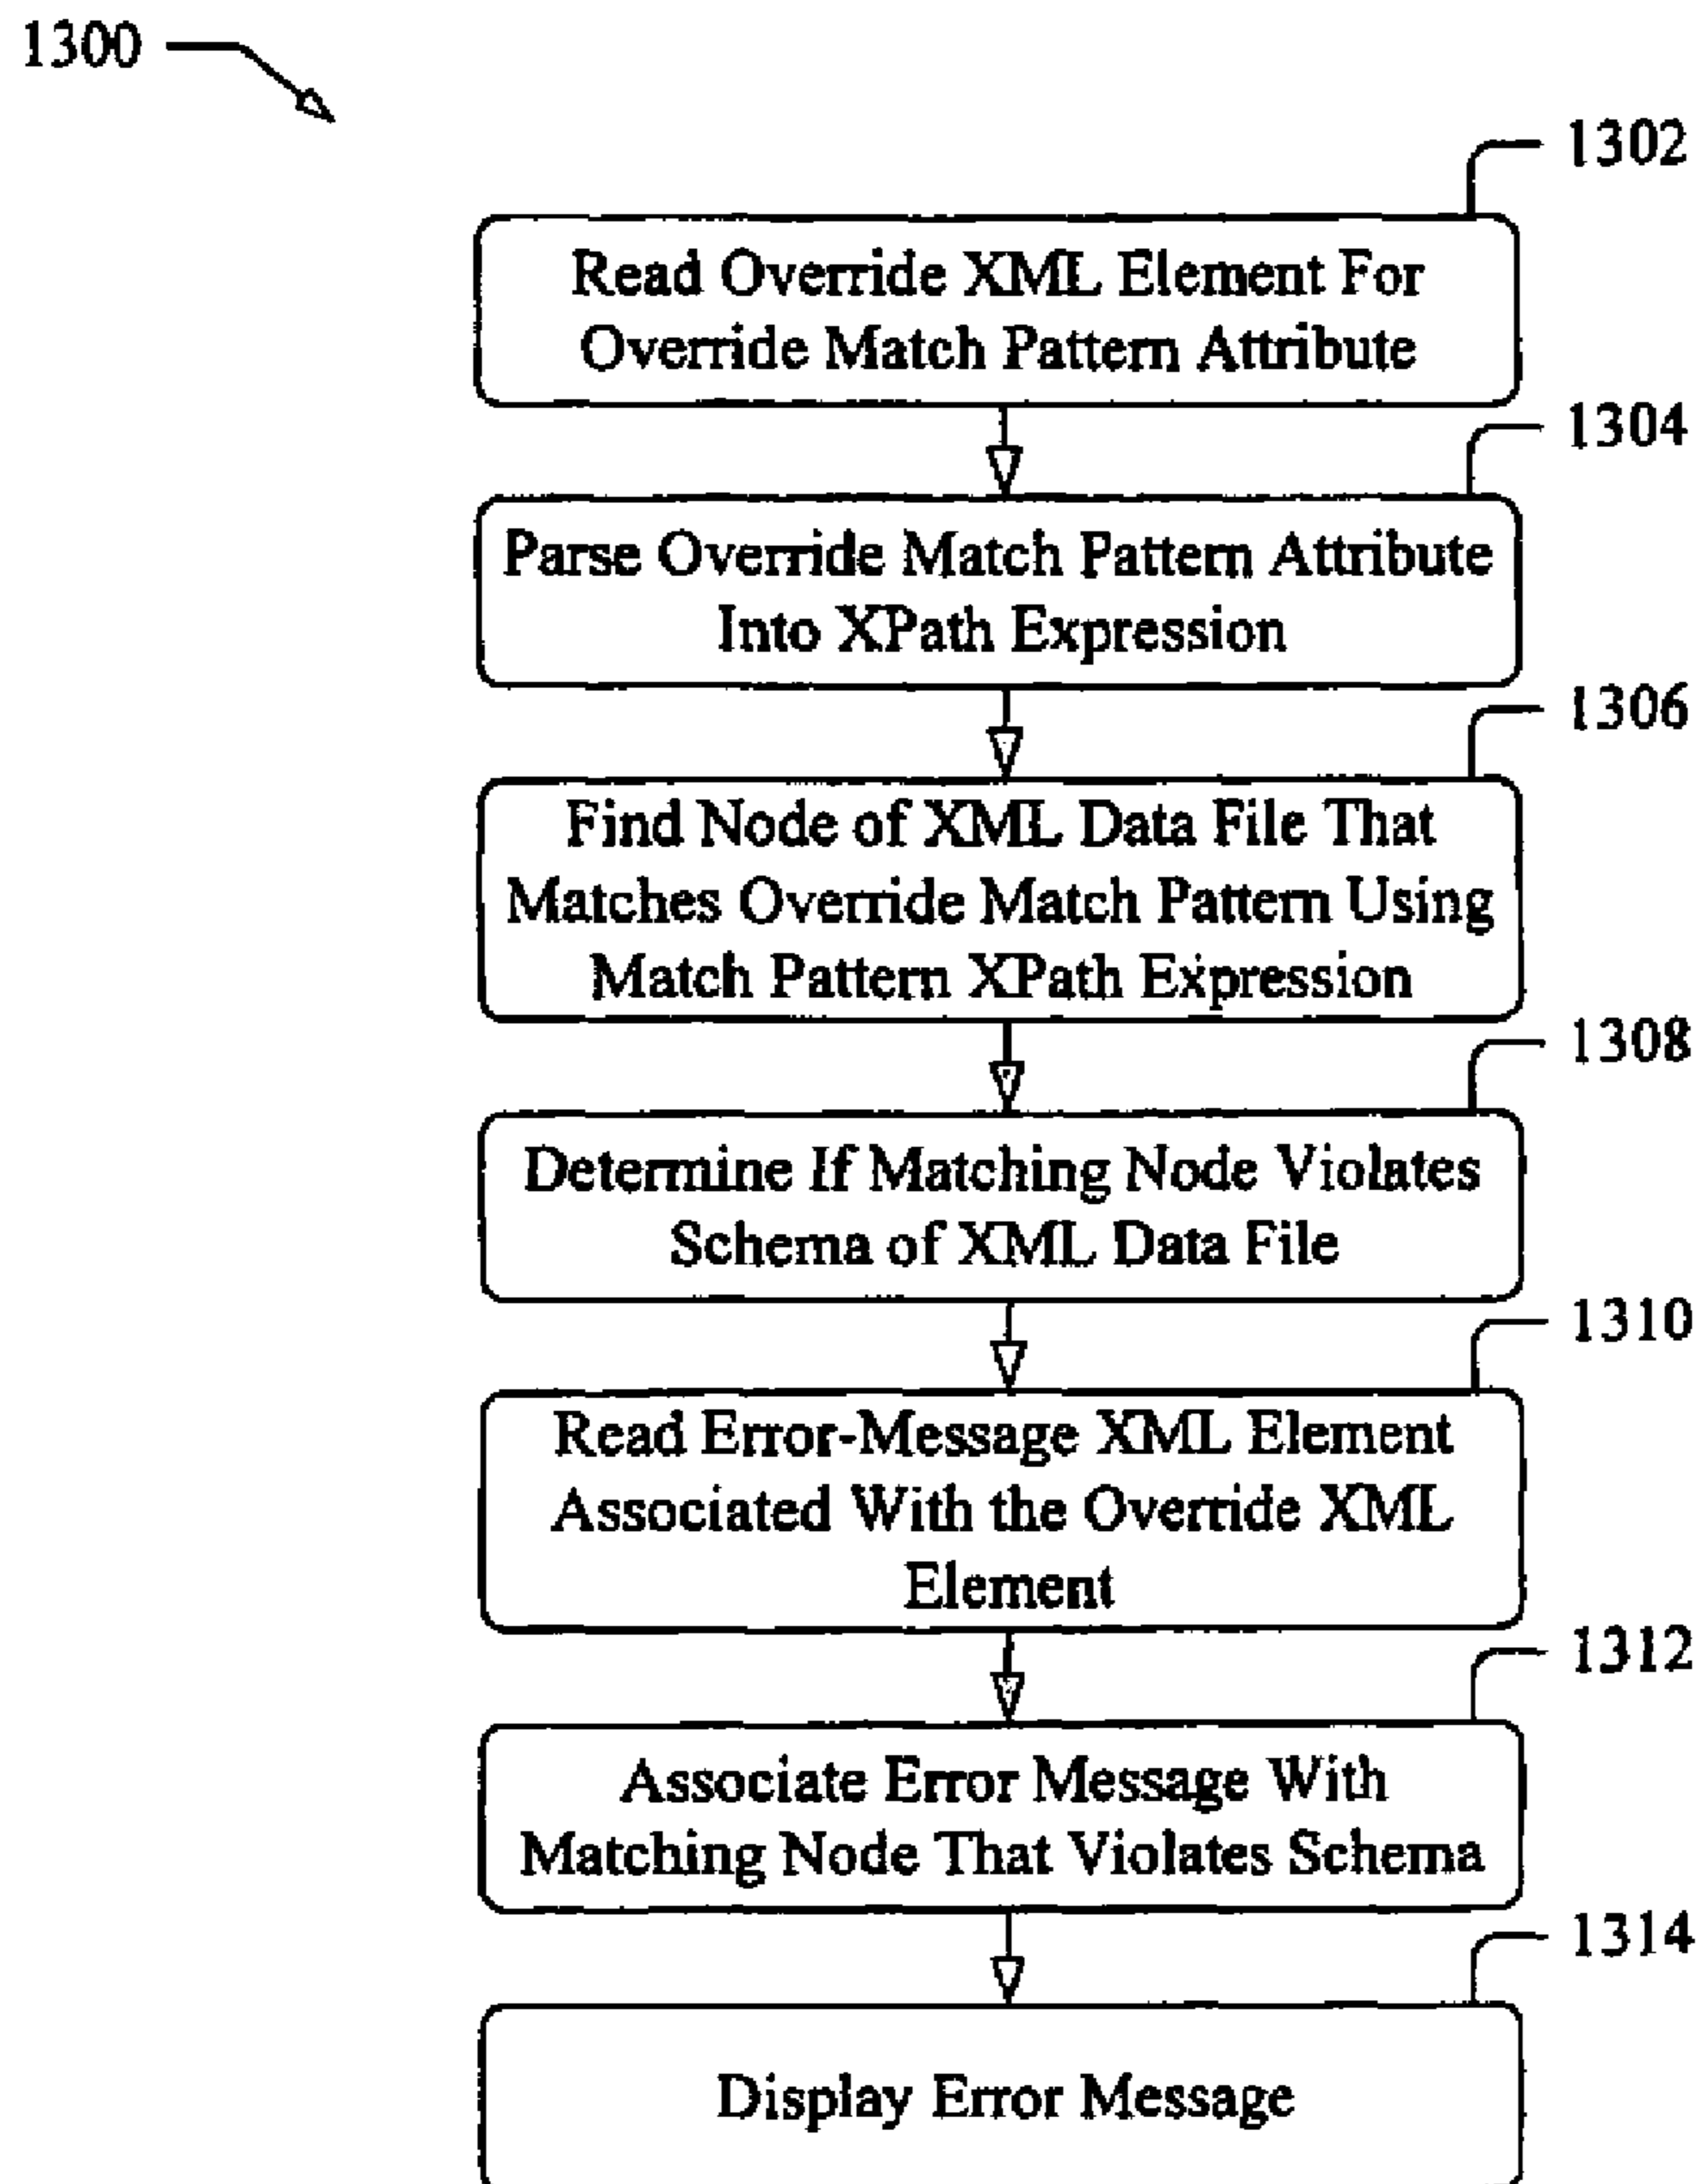 1300
1302
Read Override XML Element For
Override Match Pattern Attribute
1304
Parse Override Match Pattern Attribute
Into XPath Expression
1306
Find Node of XML Data File That
Matches Override Match Pattern Using
Match Pattern XPath Expression
1308
Determine If Matching Node Violates
Schema of XML Data File
1310
Read Error-Message XML Element
Associated With the Override XML
Element
1312
Associate Error Message With
Matching Node That Violates Schema
1314
Display Error Message